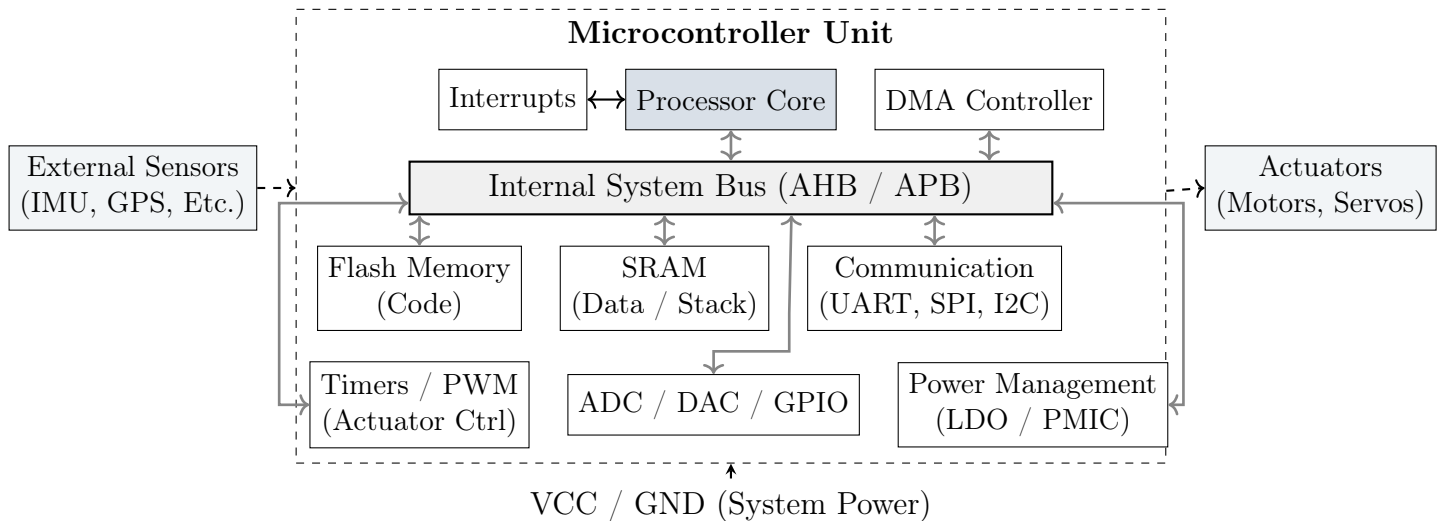 Microcontroller Unit
Interrupts
Processor Core
DMA Controller
External Sensors
(IMU, GPS, Etc.)
Internal System Bus (AHB / APB)
Actuators
(Motors, Servos)
Flash Memory
(Code)
SRAM
(Data / Stack)
Communication
(UART, SPI, I2C)
Timers / PWM
(Actuator Ctrl)
ADC / DAC / GPIO
Power Management
(LDO / PMIC)
VCC / GND (System Power)